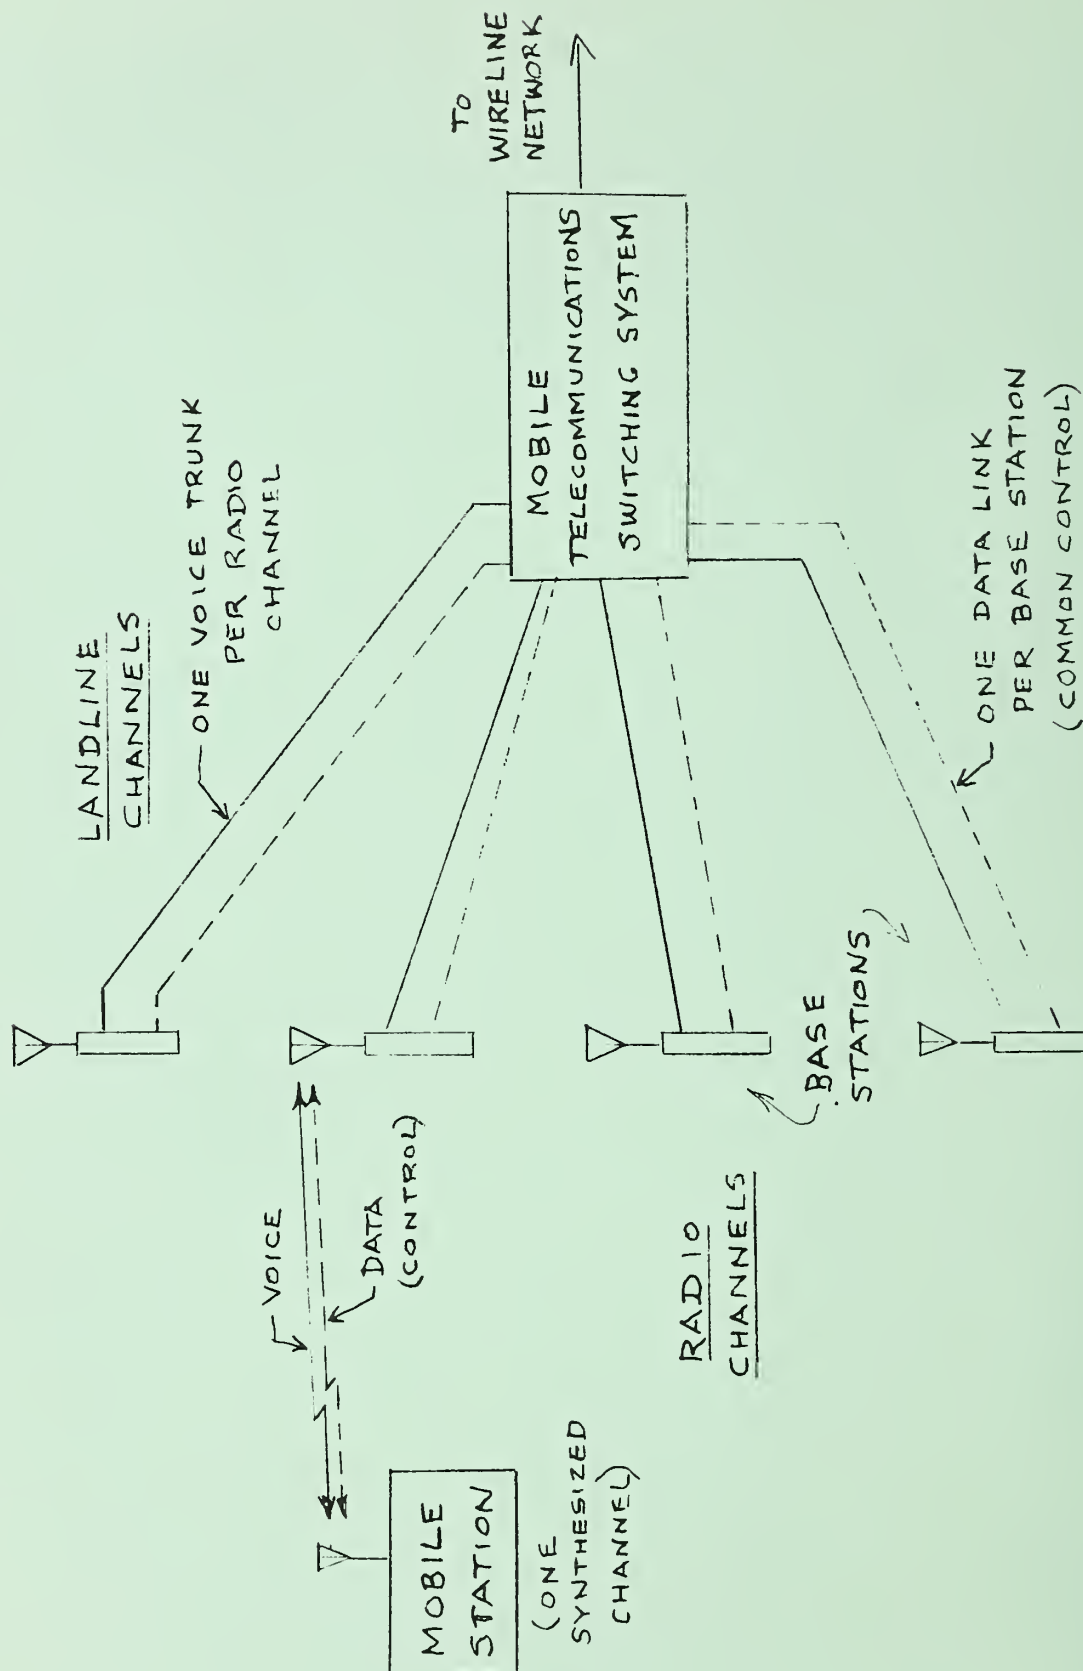 LANDLINE
CHANNELS
ONE VOICE TRUNK
PER RADIO
CHANNEL
TO
WIRELINE
NETWORK
VOICE
DATA
(CONTROL)
MOBILE
TELECOMMUNICATIONS
SWITCHING SYSTEM
MOBILE
STATION
(ONE
SYNTHESIZED
CHANNEL)
RADIO
CHANNELS
BASE
STATIONS
ONE DATA LINK
PER BASE STATION
(COMMON CONTROL)